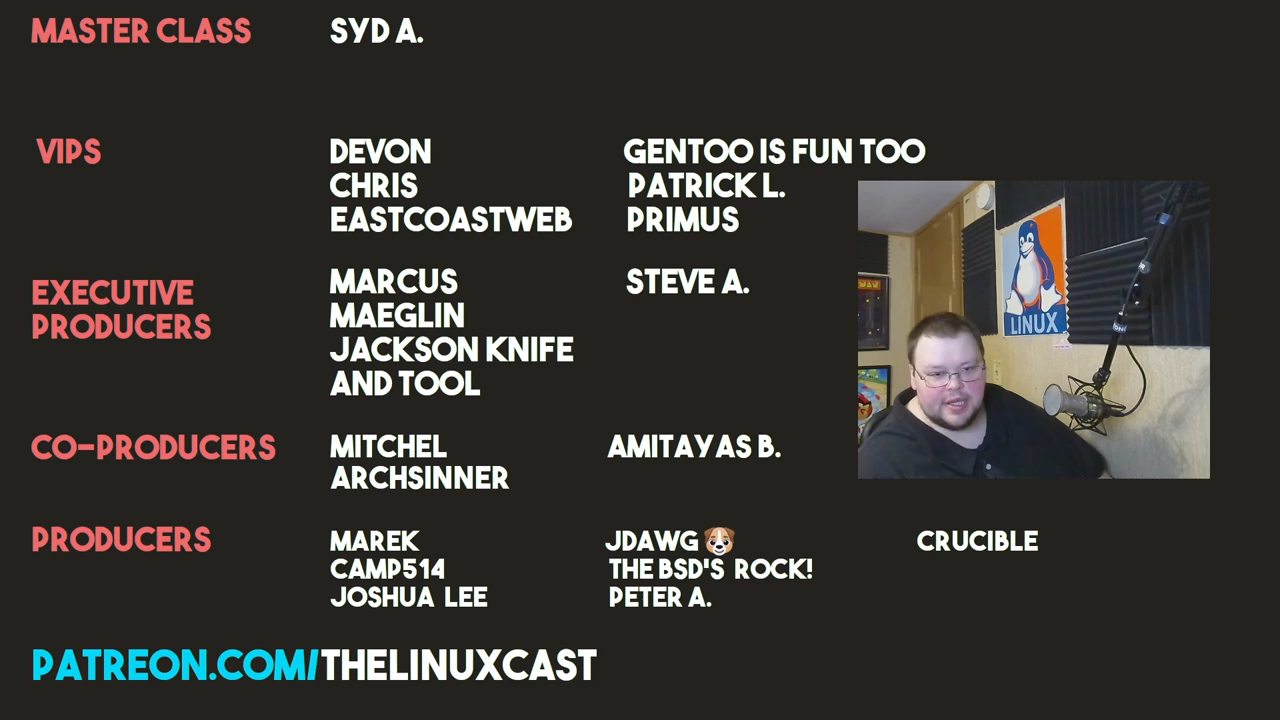 MASTER CLASS SYD A.
VIPS DEVON GENTOO IS FUN TOO
CHRIS PATRICK L.
EASTCOASTWEB PRIMUS
EXECUTIVE PRODUCERS MARCUS STEVE A.
MAEGLIN
JACKSON KNIFE
AND TOOL
CO-PRODUCERS MITCHEL AMITAYAS B.
ARCHSINNER
PRODUCERS MAREK JDAWG🐶 CRUCIBLE
CAMP514 THE BSD'S ROCK!
JOSHUA LEE PETER A.
PATREON.COM/THELINUXCAST
LINUX